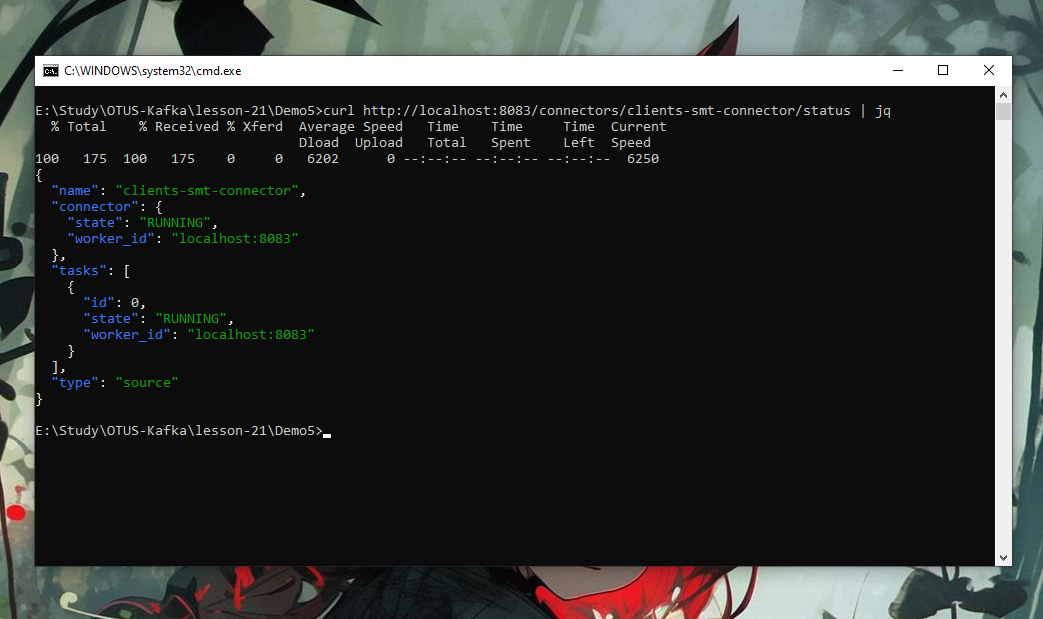 C:\WINDOWS\system32\cmd.exe
E:\Study\OTUS-Kafka\lesson-21\Demo5>curl http://localhost:8083/connectors/clients-smt-connector/status | jq
  % Total    % Received % Xferd  Average Speed   Time    Time     Time  Current
                                 Dload  Upload   Total   Spent    Left  Speed
100   175  100   175    0     0   6202      0 --:--:-- --:--:-- --:--:--  6250
{
  "name": "clients-smt-connector",
  "connector": {
    "state": "RUNNING",
    "worker_id": "localhost:8083"
  },
  "tasks": [
    {
      "id": 0,
      "state": "RUNNING",
      "worker_id": "localhost:8083"
    }
  ],
  "type": "source"
}
E:\Study\OTUS-Kafka\lesson-21\Demo5>